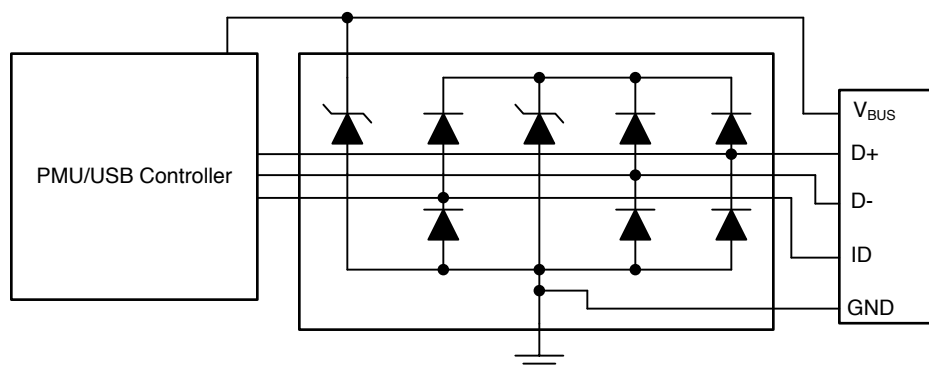 PMU/USB Controller
VBUS
D+
D-
ID
GND